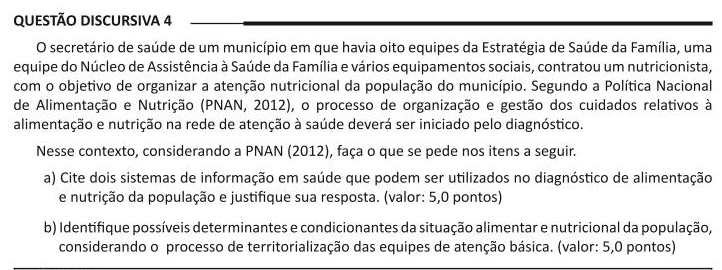 QUESTÃO DISCURSIVA 4
O secretário de saúde de um município em que havia oito equipes da Estratégia de Saúde da Família, uma
equipe do Núcleo de Assistência à Saúde da Família e vários equipamentos sociais, contratou um nutricionista,
com o objetivo de organizar a atenção nutricional da população do município. Segundo a Política Nacional
de Alimentação e Nutrição (PNAN, 2012), o processo de organização e gestão dos cuidados relativos à
alimentação e nutrição na rede de atenção à saúde deverá ser iniciado pelo diagnóstico.
Nesse contexto, considerando a PNAN (2012), faça o que se pede nos itens a seguir.
a) Cite dois sistemas de informação em saúde que podem ser utilizados no diagnóstico de alimentação
e nutrição da população e justifique sua resposta. (valor: 5,0 pontos)
b) Identifique possíveis determinantes e condicionantes da situação alimentar e nutricional da população,
considerando o processo de territorialização das equipes de atenção básica. (valor: 5,0 pontos)